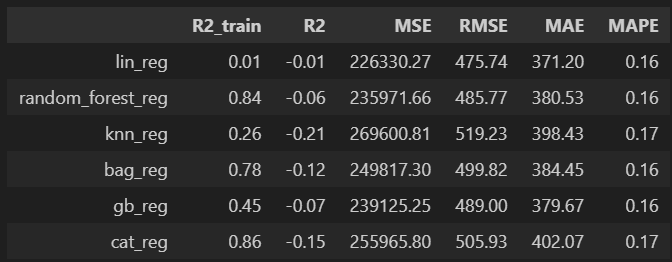 R2_train R2 MSE RMSE MAE MAPE
lin_reg 0.01 -0.01 226330.27 475.74 371.20 0.16
random_forest_reg 0.84 -0.06 235971.66 485.77 380.53 0.16
knn_reg 0.26 -0.21 269600.81 519.23 398.43 0.17
bag_reg 0.78 -0.12 249817.30 499.82 384.45 0.16
gb_reg 0.45 -0.07 239125.25 489.00 379.67 0.16
cat_reg 0.86 -0.15 255965.80 505.93 402.07 0.17